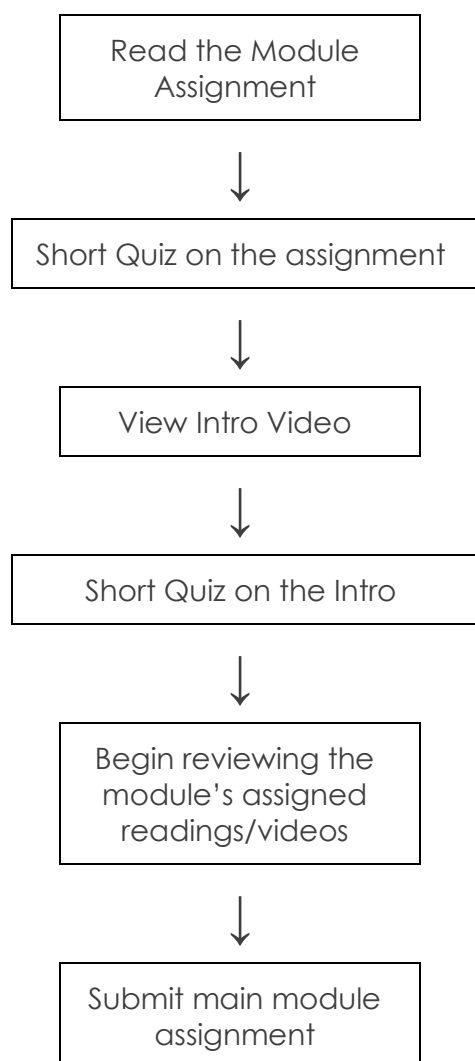 Read the Module
Assignment
Short Quiz on the assignment
View Intro Video
Short Quiz on the Intro
Begin reviewing the
module’s assigned
readings/videos
Submit main module
assignment